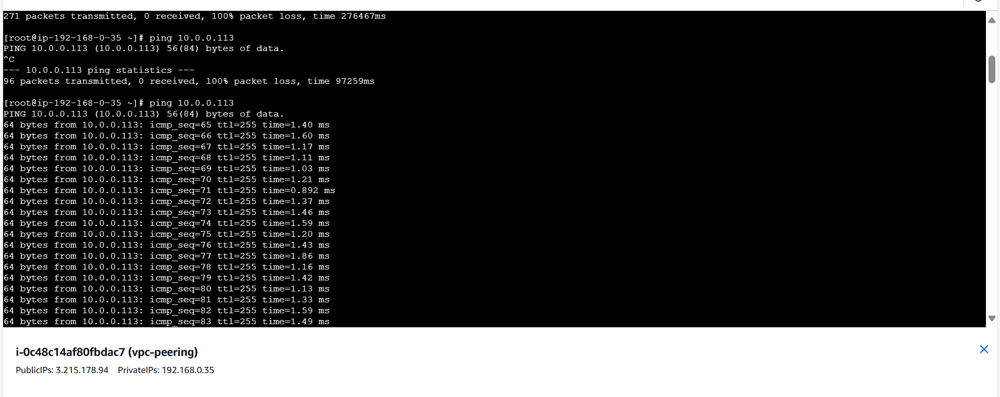 271 packets transmitted, 0 received, 100% packet loss, time 276467ms
[root@ip-192-168-0-35 ~]# ping 10.0.0.113
PING 10.0.0.113 (10.0.0.113) 56(84) bytes of data.
^C
--- 10.0.0.113 ping statistics ---
96 packets transmitted, 0 received, 100% packet loss, time 97259ms
[root@ip-192-168-0-35 ~]# ping 10.0.0.113
PING 10.0.0.113 (10.0.0.113) 56(84) bytes of data.
64 bytes from 10.0.0.113: icmp_seq=65 ttl=255 time=1.40 ms
64 bytes from 10.0.0.113: icmp_seq=66 ttl=255 time=1.60 ms
64 bytes from 10.0.0.113: icmp_seq=67 ttl=255 time=1.17 ms
64 bytes from 10.0.0.113: icmp_seq=68 ttl=255 time=1.11 ms
64 bytes from 10.0.0.113: icmp_seq=69 ttl=255 time=1.03 ms
64 bytes from 10.0.0.113: icmp_seq=70 ttl=255 time=1.21 ms
64 bytes from 10.0.0.113: icmp_seq=71 ttl=255 time=0.892 ms
64 bytes from 10.0.0.113: icmp_seq=72 ttl=255 time=1.37 ms
64 bytes from 10.0.0.113: icmp_seq=73 ttl=255 time=1.46 ms
64 bytes from 10.0.0.113: icmp_seq=74 ttl=255 time=1.59 ms
64 bytes from 10.0.0.113: icmp_seq=75 ttl=255 time=1.20 ms
64 bytes from 10.0.0.113: icmp_seq=76 ttl=255 time=1.43 ms
64 bytes from 10.0.0.113: icmp_seq=77 ttl=255 time=1.86 ms
64 bytes from 10.0.0.113: icmp_seq=78 ttl=255 time=1.16 ms
64 bytes from 10.0.0.113: icmp_seq=79 ttl=255 time=1.42 ms
64 bytes from 10.0.0.113: icmp_seq=80 ttl=255 time=1.13 ms
64 bytes from 10.0.0.113: icmp_seq=81 ttl=255 time=1.33 ms
64 bytes from 10.0.0.113: icmp_seq=82 ttl=255 time=1.59 ms
64 bytes from 10.0.0.113: icmp_seq=83 ttl=255 time=1.49 ms
i-0c48c14af80fbdac7 (vpc-peering)
PublicIPs: 3.215.178.94 PrivateIPs: 192.168.0.35